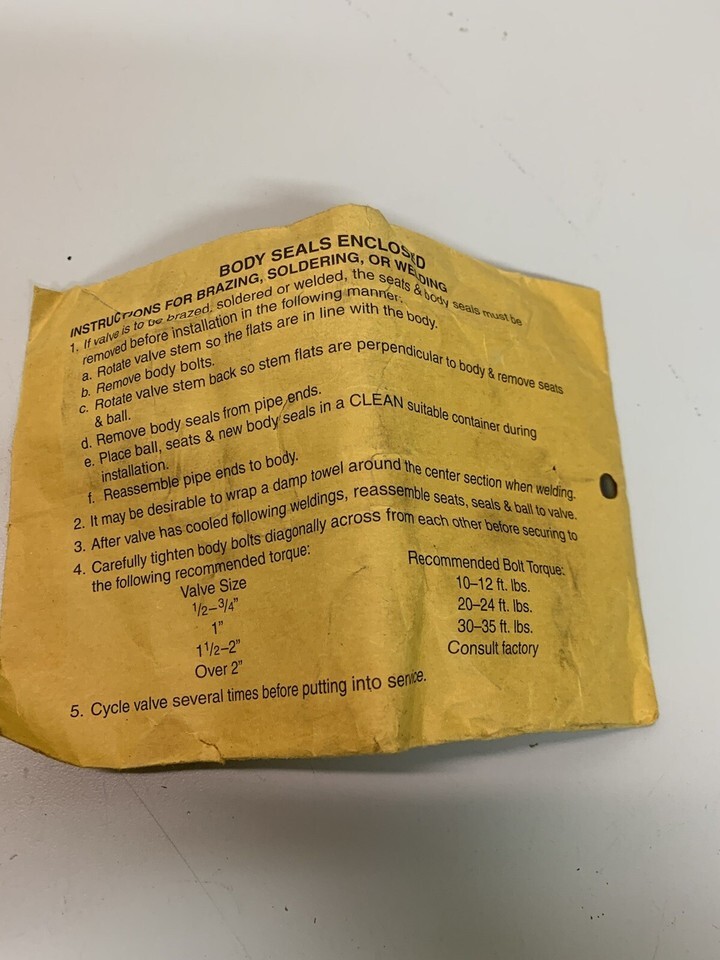 BODY SEALS ENCLOSED
INSTRUCTIONS FOR BRAZING, SOLDERING, OR WELDING
1. If valve is to be brazed, soldered or welded, the seats & body seals must be
removed before installation in the following manner:
a. Rotate valve stem so the flats are in line with the body.
b. Remove body bolts.
c. Rotate valve stem back so stem flats are perpendicular to body & remove seats
& ball.
d. Remove body seals from pipe ends.
e. Place ball, seats & new body seals in a CLEAN suitable container during
installation.
f. Reassemble pipe ends to body.
2. It may be desirable to wrap a damp towel around the center section when welding.
3. After valve has cooled following weldings, reassemble seats, seals & ball to valve.
4. Carefully tighten body bolts diagonally across from each other before securing to
the following recommended torque:
Valve Size Recommended Bolt Torque:
1/2–3/4" 10–12 ft. lbs.
1" 20–24 ft. lbs.
1 1/2–2" 30–35 ft. lbs.
Over 2" Consult factory
5. Cycle valve several times before putting into service.